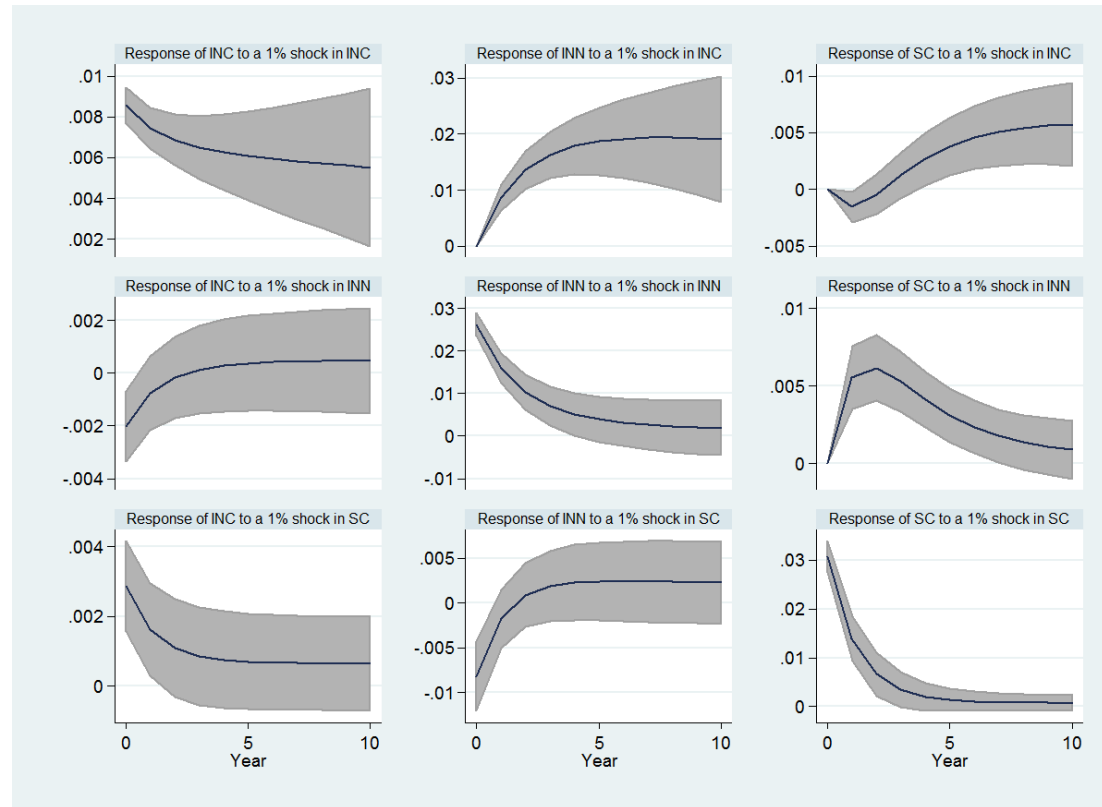 Response of INC to a 1% shock in INC
Response of INN to a 1% shock in INC
Response of SC to a 1% shock in INC
.01
.008
.006
.004
.002
.03
.02
.01
0
.01
.005
0
-.005
Response of INC to a 1% shock in INN
Response of INN to a 1% shock in INN
Response of SC to a 1% shock in INN
.002
0
-.002
-.004
.03
.02
.01
0
-.01
.01
.005
0
Response of INC to a 1% shock in SC
Response of INN to a 1% shock in SC
Response of SC to a 1% shock in SC
.004
.002
0
.005
0
-.005
-.01
.03
.02
.01
0
0 5 10
0 5 10
0 5 10
Year
Year
Year